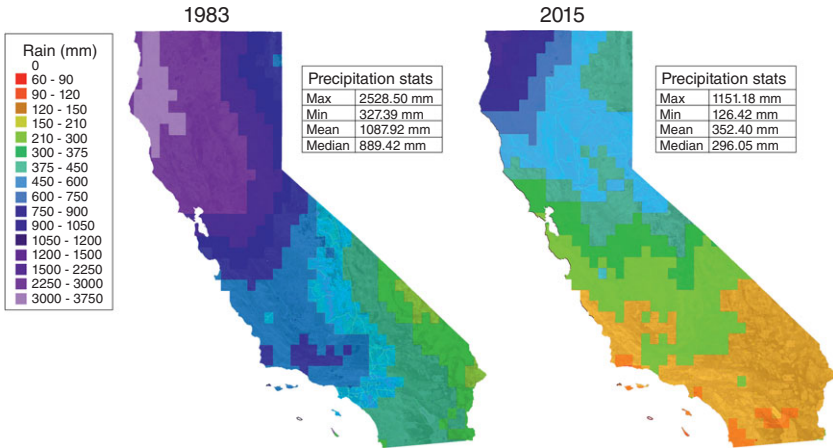 1983
2015
Rain (mm)
0
60 - 90
90 - 120
120 - 150
150 - 210
210 - 300
300 - 375
375 - 450
450 - 600
600 - 750
750 - 900
900 - 1050
1050 - 1200
1200 - 1500
1500 - 2250
2250 - 3000
3000 - 3750
Precipitation stats
Max 2528.50 mm
Min 327.39 mm
Mean 1087.92 mm
Median 889.42 mm
Precipitation stats
Max 1151.18 mm
Min 126.42 mm
Mean 352.40 mm
Median 296.05 mm